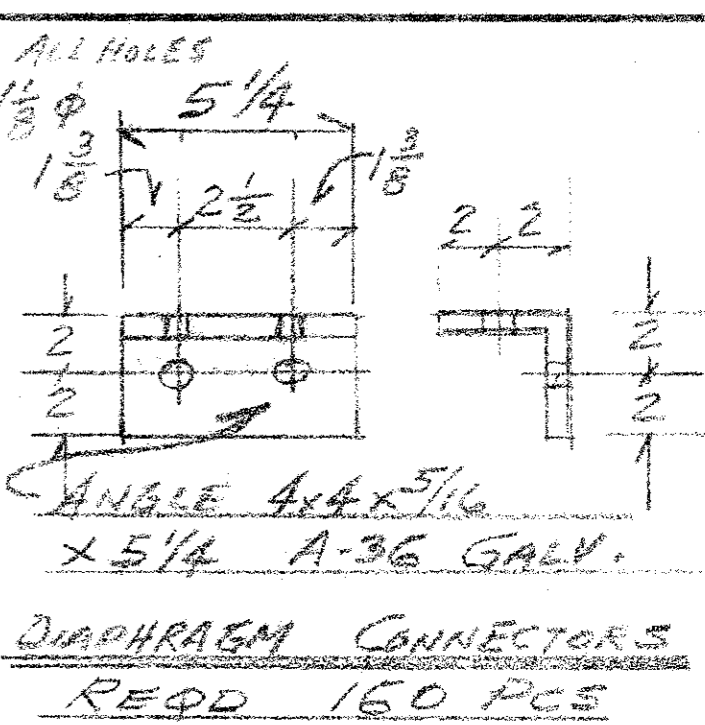 ALL HOLES
1 1/8 φ
5 1/4
1 3/8
2 1/2
1 3/8
2 2
2
2
2
2
ANGLE 4x4x5/16
x 5 1/4 A-36 GALV.
DIAPHRAGM CONNECTORS
REQD 160 PCS